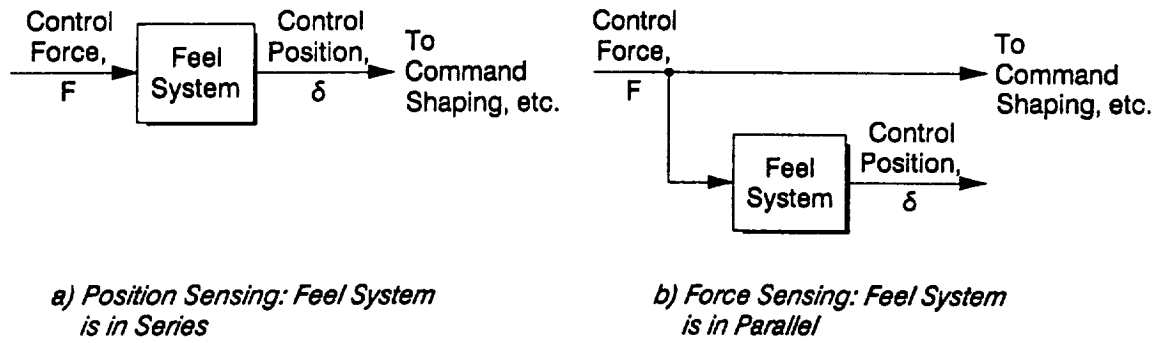 Control
Force,
F
Feel
System
Control
Position,
δ
To
Command
Shaping, etc.
a) Position Sensing: Feel System
is in Series
Control
Force,
F
To
Command
Shaping, etc.
Feel
System
Control
Position,
δ
b) Force Sensing: Feel System
is in Parallel